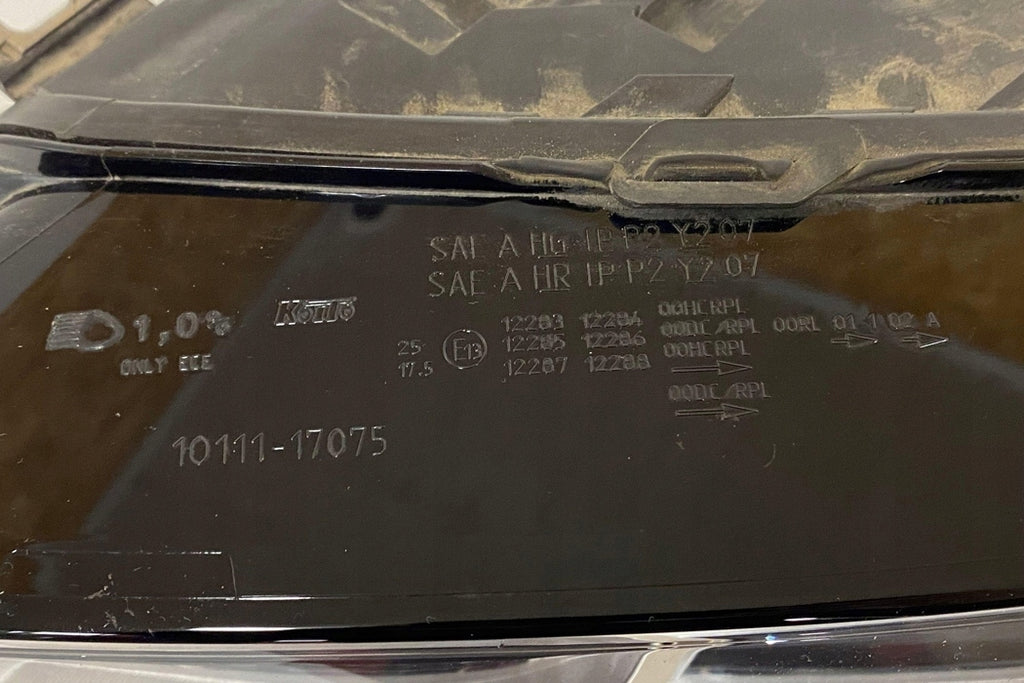 SAE A HG IP P2 Y2 07
SAE A HR IP P2 Y2 07
1,0%
ONLY ECE
KOITO
25
17.5
E13
12283 12284 00HCRPL
12285 12286 00DC/RPL 00RL 01 1 02 A
12287 12288 00HCRPL
00DC/RPL
10111-17075